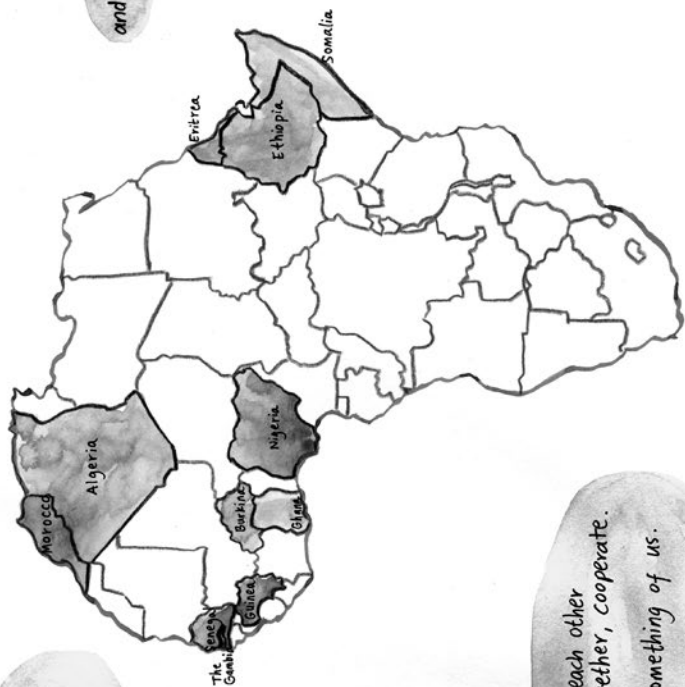 and
Somalia
Eritrea
Ethiopia
Morocco
Algeria
Nigeria
Burkina
Ghana
Guinea
Senegal
The
Gambia
each other
ether, cooperate.
omething of us.